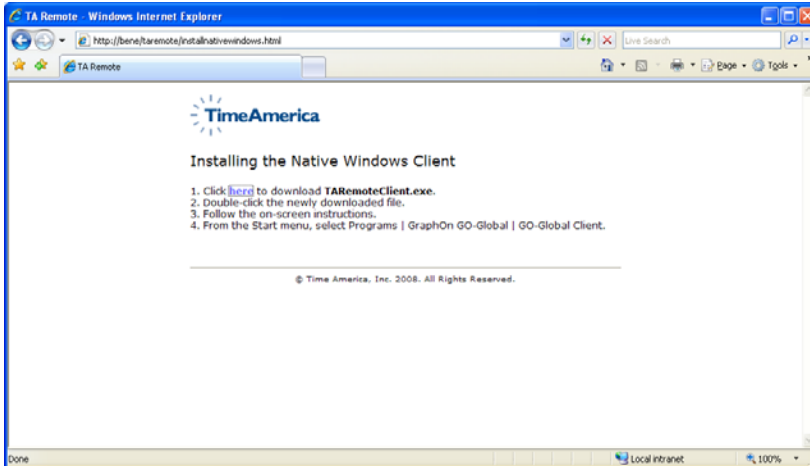 TA Remote - Windows Internet Explorer
http://bene/taremote/installnativewindows.html
Live Search
TA Remote
Page
Tools
TimeAmerica
Installing the Native Windows Client
1. Click here to download TARemoteClient.exe.
2. Double-click the newly downloaded file.
3. Follow the on-screen instructions.
4. From the Start menu, select Programs | GraphOn GO-Global | GO-Global Client.
© Time America, Inc. 2008. All Rights Reserved.
Done
Local intranet
100%